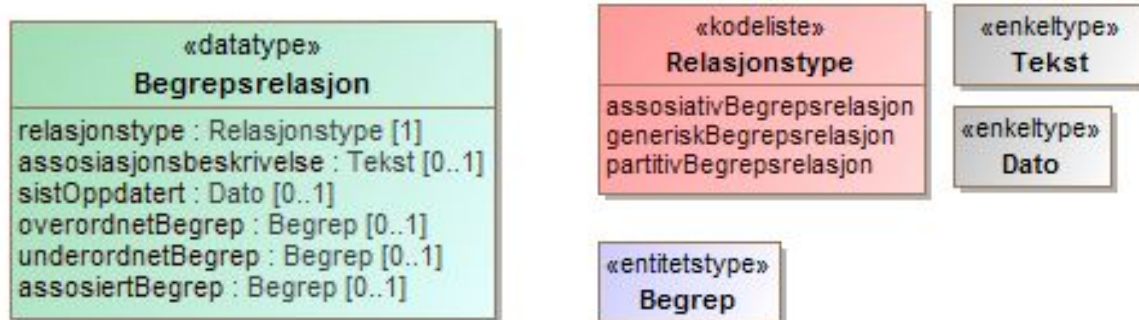 «datatype»
Begrepsrelasjon
relasjonstype : Relasjonstype [1]
assosiasjonsbeskrivelse : Tekst [0..1]
sistOppdatert : Dato [0..1]
overordnetBegrep : Begrep [0..1]
underordnetBegrep : Begrep [0..1]
assosiertBegrep : Begrep [0..1]
«kodeliste»
Relasjonstype
assosiativBegrepsrelasjon
generiskBegrepsrelasjon
partitivBegrepsrelasjon
«enkeltype»
Tekst
«enkeltype»
Dato
«entitetstype»
Begrep